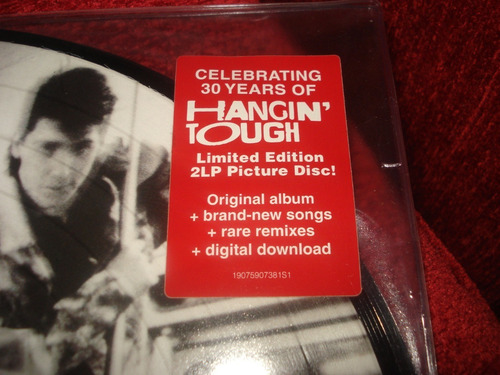 CELEBRATING
30 YEARS OF
HANGIN'
TOUGH
Limited Edition
2LP Picture Disc!
Original album
+ brand-new songs
+ rare remixes
+ digital download
19075907381S1